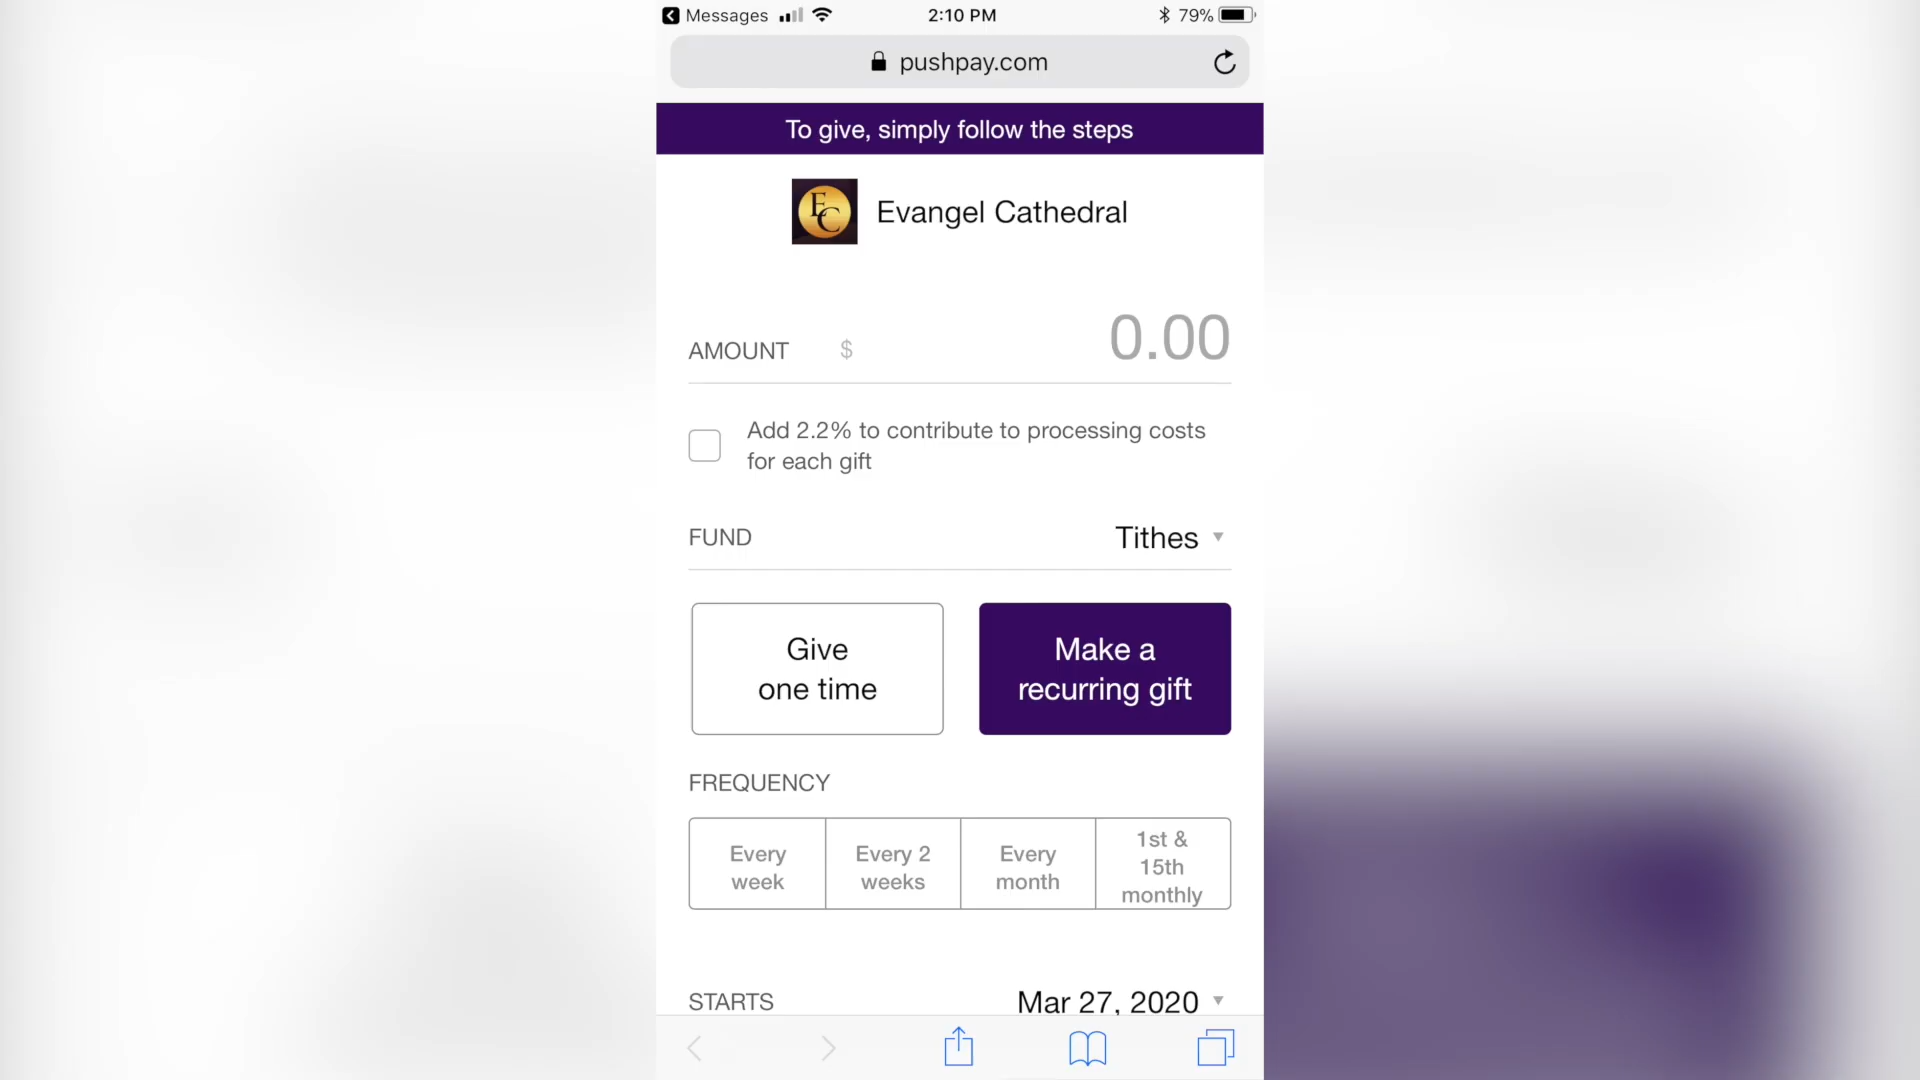 Messages 2:10 PM 79%
pushpay.com
To give, simply follow the steps
EC Evangel Cathedral
AMOUNT $ 0.00
Add 2.2% to contribute to processing costs
for each gift
FUND Tithes
Give
one time
Make a
recurring gift
FREQUENCY
Every
week
Every 2
weeks
Every
month
1st &
15th
monthly
STARTS Mar 27, 2020